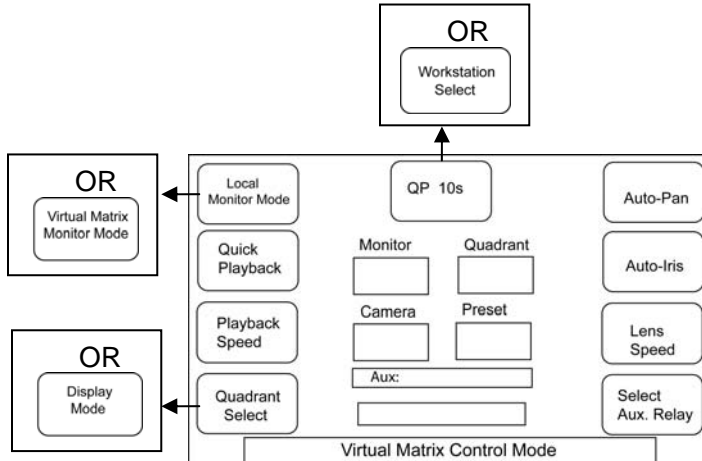 OR
Workstation
Select
OR
Virtual Matrix
Monitor Mode
Local
Monitor Mode
QP 10s
Auto-Pan
Quick
Playback
Monitor
Quadrant
Auto-Iris
Playback
Speed
Camera
Preset
Lens
Speed
OR
Display
Mode
Quadrant
Select
Aux:
Select
Aux. Relay
Virtual Matrix Control Mode